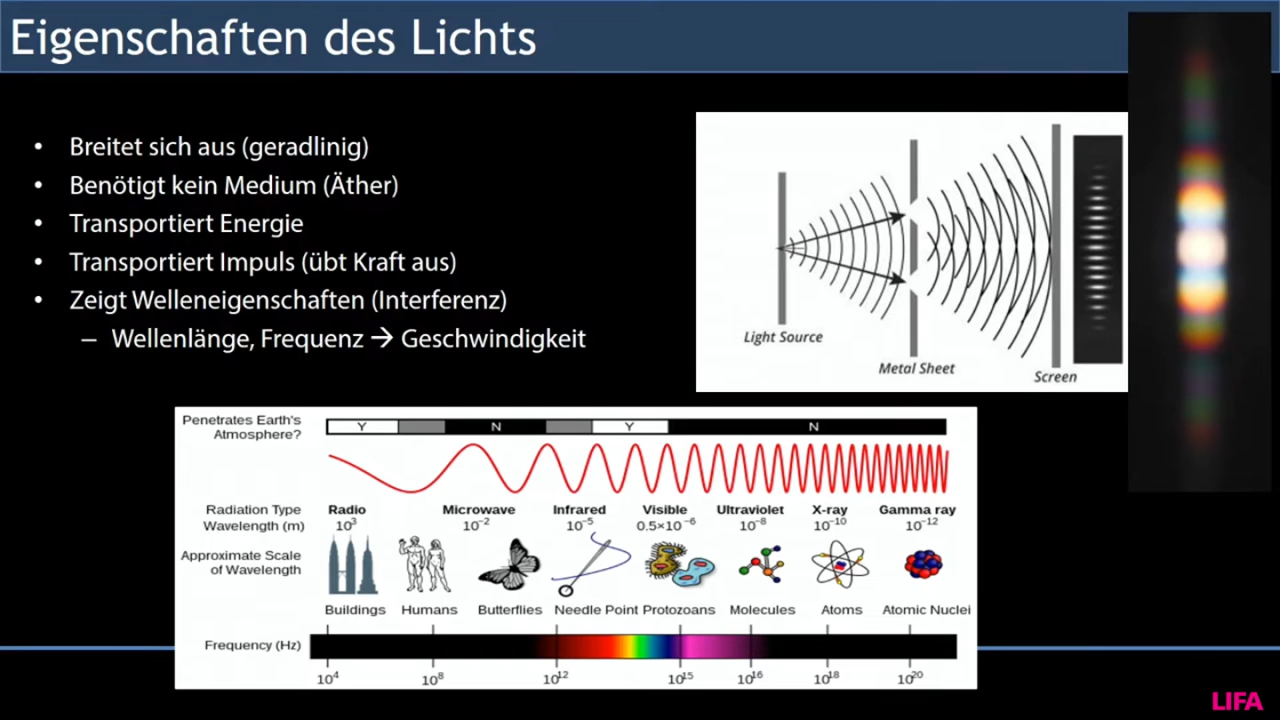 Eigenschaften des Lichts
• Breitet sich aus (geradlinig)
• Benötigt kein Medium (Äther)
• Transportiert Energie
• Transportiert Impuls (übt Kraft aus)
• Zeigt Welleneigenschaften (Interferenz)
– Wellenlänge, Frequenz → Geschwindigkeit
Light Source
Metal Sheet
Screen
Penetrates Earth's
Atmosphere?
Y N Y N
Radiation Type
Radio Microwave Infrared Visible Ultraviolet X-ray Gamma ray
Wavelength (m)
10³ 10⁻² 10⁻⁵ 0.5×10⁻⁶ 10⁻⁸ 10⁻¹⁰ 10⁻¹²
Approximate Scale
of Wavelength
Buildings Humans Butterflies Needle Point Protozoans Molecules Atoms Atomic Nuclei
Frequency (Hz)
10⁴ 10⁸ 10¹² 10¹⁵ 10¹⁶ 10¹⁸ 10²⁰
LIFA